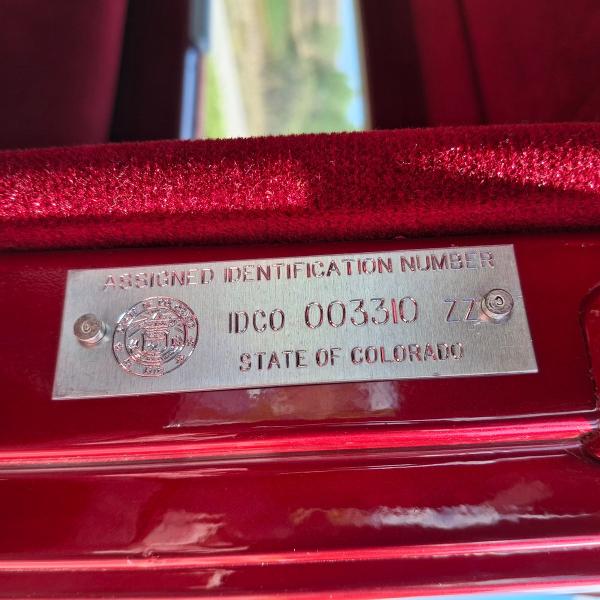 ASSIGNED IDENTIFICATION NUMBER
IDCO 003310 ZZ
STATE OF COLORADO